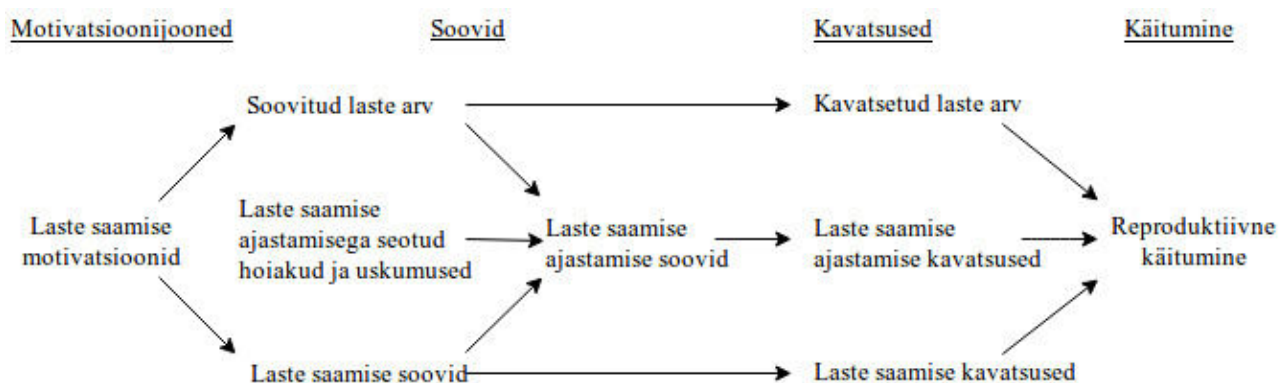 Motivatsioonijooned Soovid Kavatsused Käitumine
Soovitud laste arv Kavatsetud laste arv
Laste saamise
motivatsioonid
Laste saamise
ajastamisega seotud
hoiakud ja uskumused
Laste saamise
ajastamise soovid
Laste saamise
ajastamise kavatsused
Reproduktiivne
käitumine
Laste saamise soovid Laste saamise kavatsused